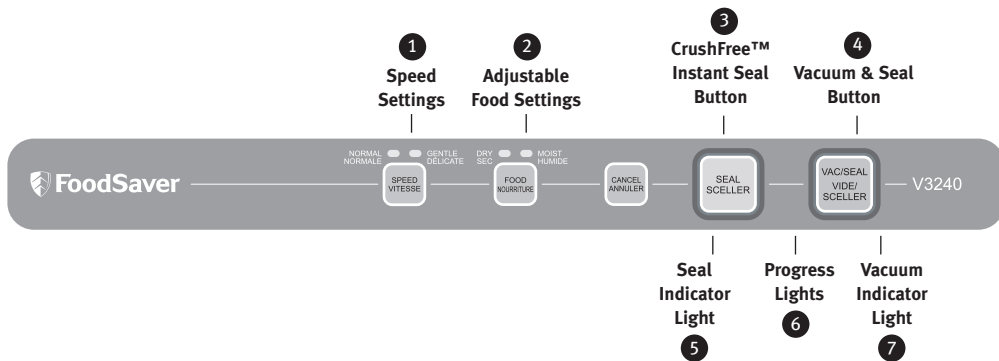 1
Speed
Settings
2
Adjustable
Food Settings
3
CrushFree™
Instant Seal
Button
4
Vacuum & Seal
Button
FoodSaver
NORMAL
NORMALE
GENTLE
DÉLICATE
SPEED
VITESSE
DRY
SEC
MOIST
HUMIDE
FOOD
NOURRITURE
CANCEL
ANNULER
SEAL
SCELLER
VAC/SEAL
VIDE/
SCELLER
V3240
Seal
Indicator
Light
5
Progress
Lights
6
Vacuum
Indicator
Light
7